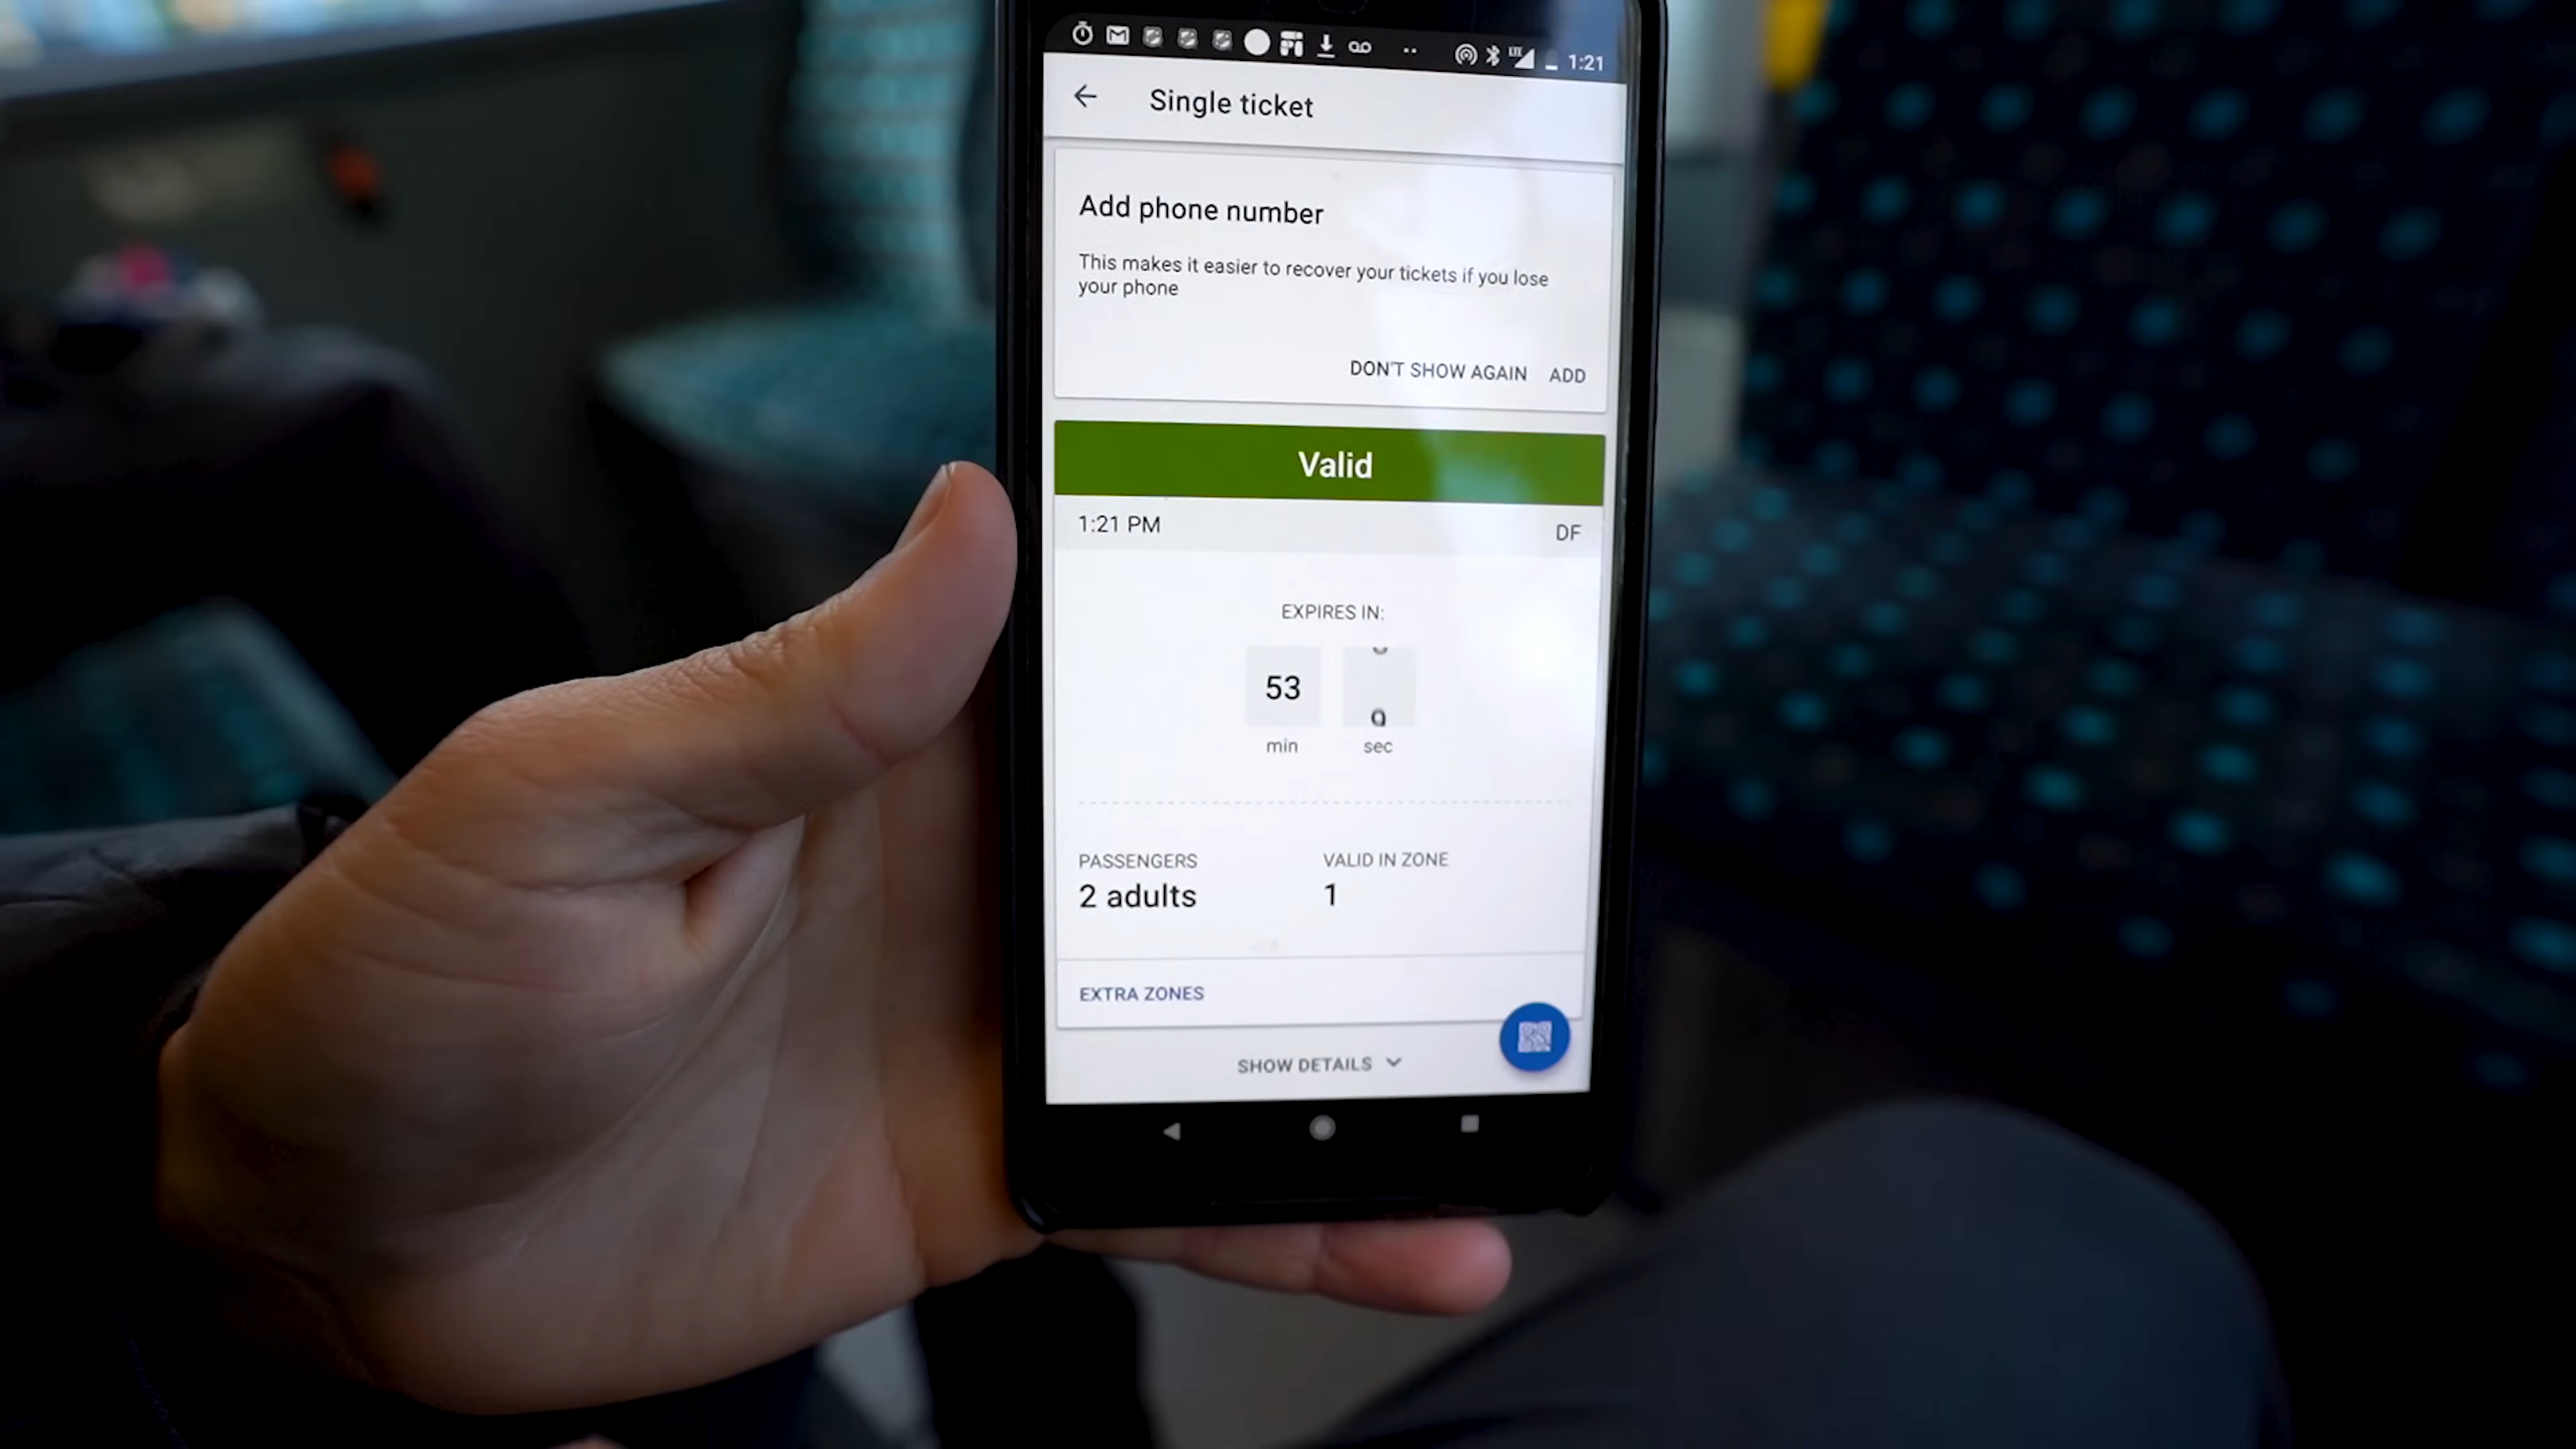 LTE 1:21
Single ticket
Add phone number
This makes it easier to recover your tickets if you lose
your phone
DON'T SHOW AGAIN ADD
Valid
1:21 PM DF
EXPIRES IN:
53
min sec
PASSENGERS VALID IN ZONE
2 adults 1
EXTRA ZONES
SHOW DETAILS